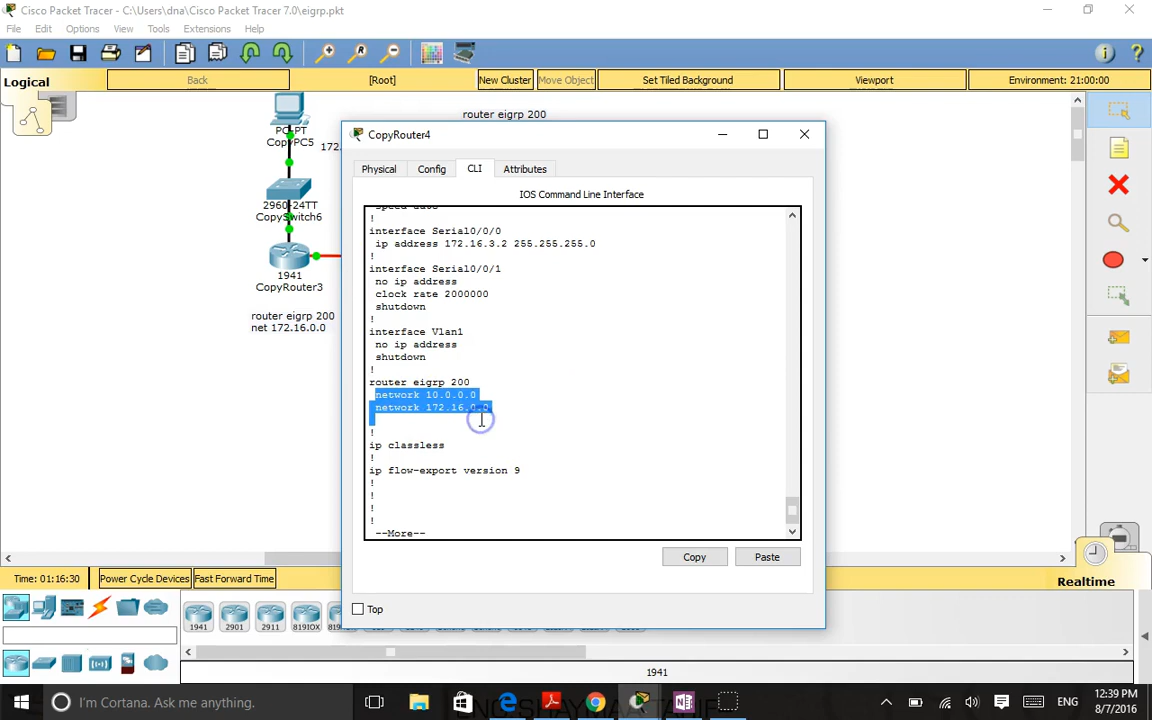 Cisco Packet Tracer - C:\Users\dna\Cisco Packet Tracer 7.0\eigrp.pkt
File Edit Options View Tools Extensions Help
Logical
Back
[Root]
New Cluster
Move Object
Set Tiled Background
Viewport
Environment: 21:00:00
router eigrp 200
PC-PT
CopyPC5
172.
2960-24TT
CopySwitch6
1941
CopyRouter3
router eigrp 200
net 172.16.0.0
CopyRouter4
Physical Config CLI Attributes
IOS Command Line Interface
speed auto
!
interface Serial0/0/0
ip address 172.16.3.2 255.255.255.0
!
interface Serial0/0/1
no ip address
clock rate 2000000
shutdown
!
interface Vlan1
no ip address
shutdown
!
router eigrp 200
network 10.0.0.0
network 172.16.0.0
!
ip classless
!
ip flow-export version 9
!
!
!
!
--More--
Copy
Paste
Top
Time: 01:16:30
Power Cycle Devices
Fast Forward Time
Realtime
1941
2901
2911
819IOX
1941
I'm Cortana. Ask me anything.
ENG
12:39 PM
8/7/2016